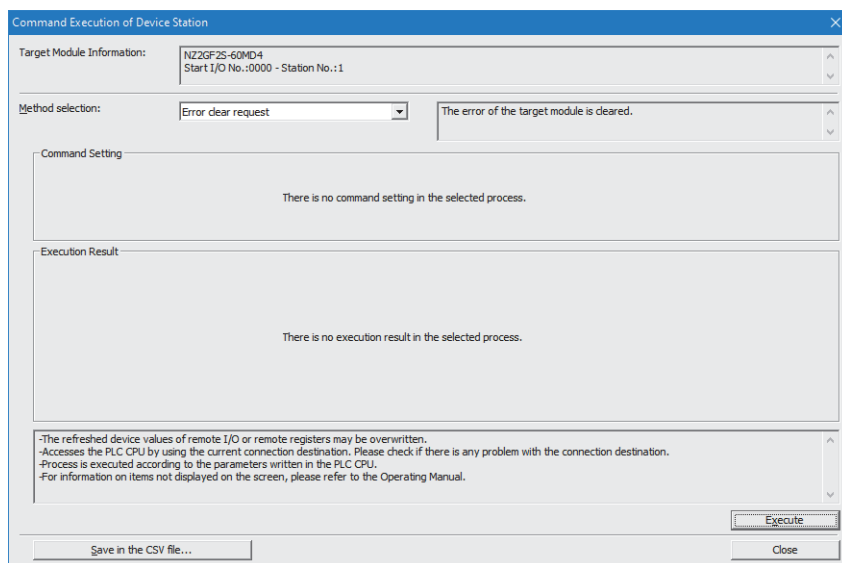 Command Execution of Device Station
Target Module Information:
NZ2GF2S-60MD4
Start I/O No.:0000 - Station No.:1
Method selection:
Error clear request
The error of the target module is cleared.
Command Setting
There is no command setting in the selected process.
Execution Result
There is no execution result in the selected process.
-The refreshed device values of remote I/O or remote registers may be overwritten.
-Accesses the PLC CPU by using the current connection destination. Please check if there is any problem with the connection destination.
-Process is executed according to the parameters written in the PLC CPU.
-For information on items not displayed on the screen, please refer to the Operating Manual.
Execute
Save in the CSV file...
Close